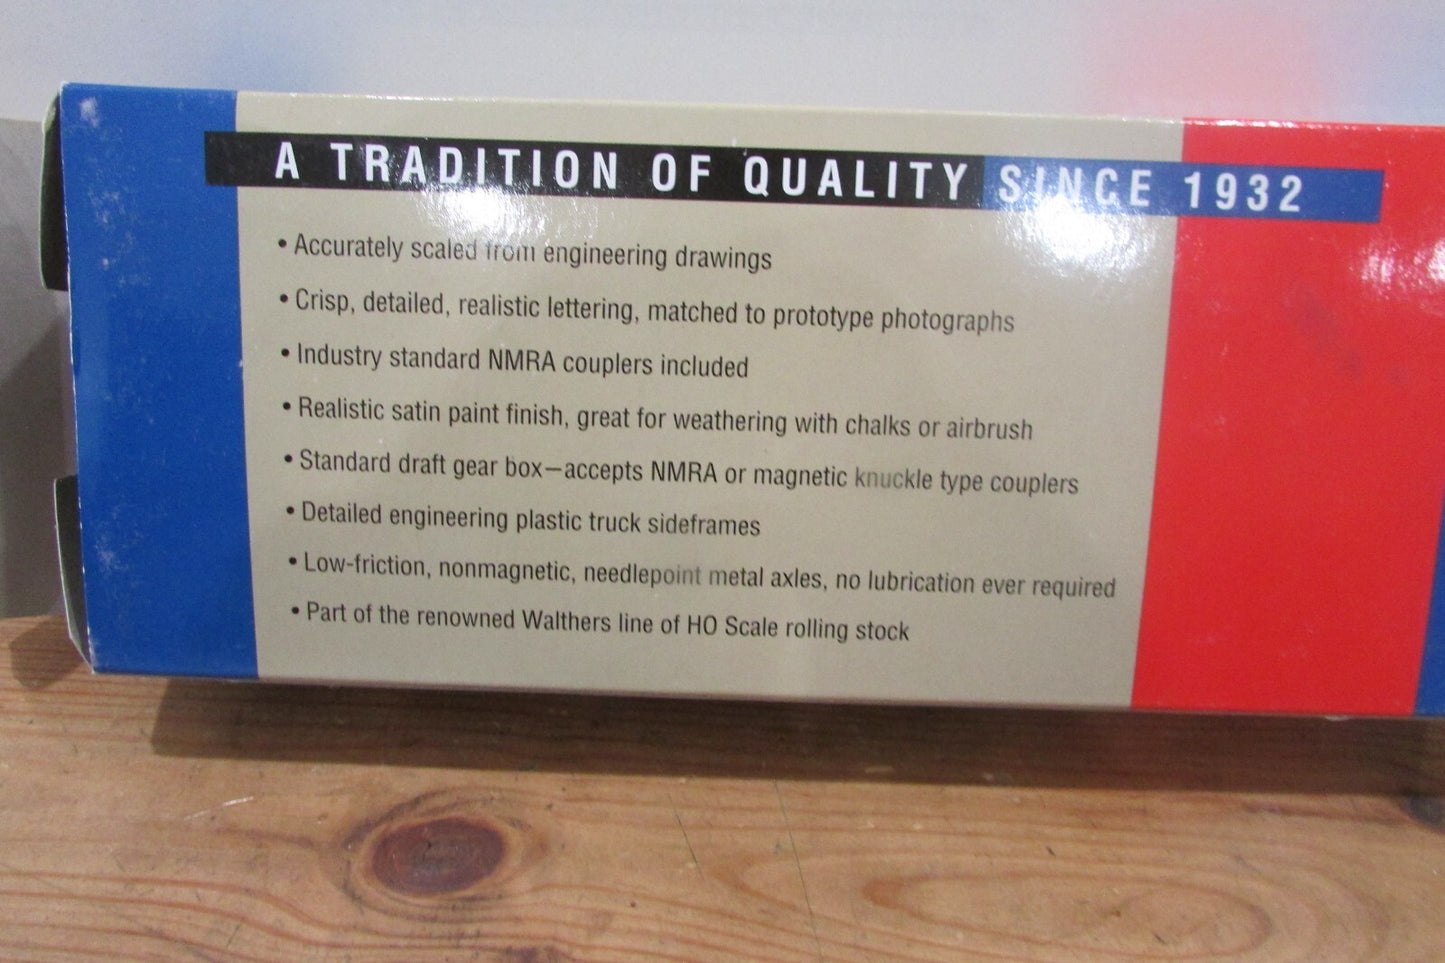 A TRADITION OF QUALITY SINCE 1932
• Accurately scaled from engineering drawings
• Crisp, detailed, realistic lettering, matched to prototype photographs
• Industry standard NMRA couplers included
• Realistic satin paint finish, great for weathering with chalks or airbrush
• Standard draft gear box—accepts NMRA or magnetic knuckle type couplers
• Detailed engineering plastic truck sideframes
• Low-friction, nonmagnetic, needlepoint metal axles, no lubrication ever required
• Part of the renowned Walthers line of HO Scale rolling stock